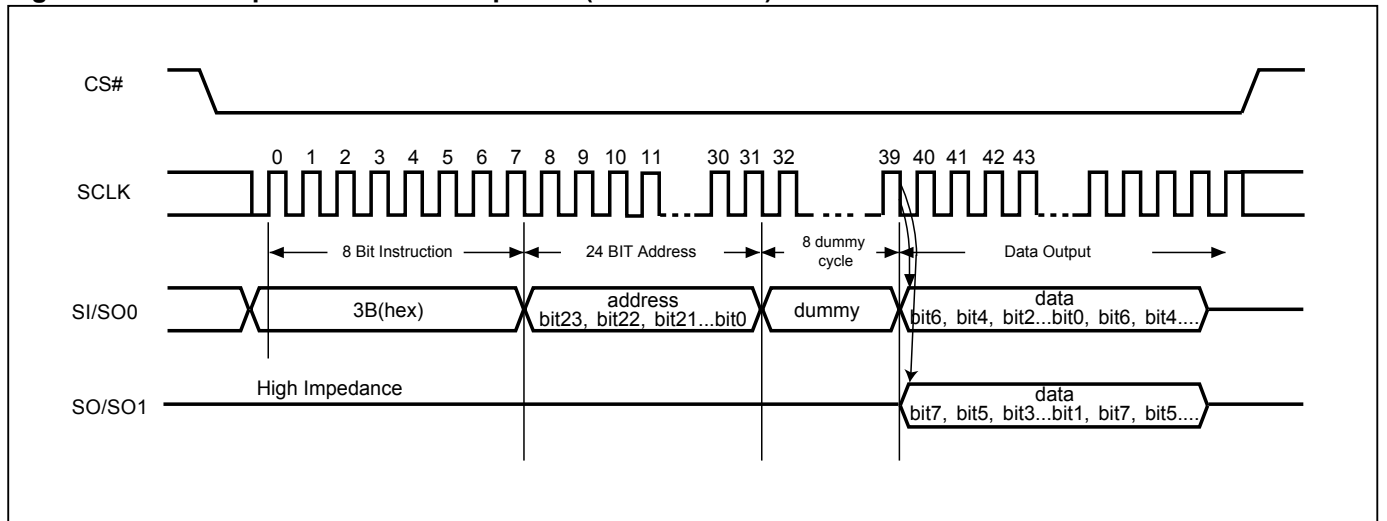 CS#
0 1 2 3 4 5 6 7 8 9 10 11 30 31 32 39 40 41 42 43
SCLK
8 Bit Instruction
24 BIT Address
8 dummy
cycle
Data Output
SI/SO0
3B(hex)
address
bit23, bit22, bit21...bit0
dummy
data
bit6, bit4, bit2...bit0, bit6, bit4....
High Impedance
SO/SO1
data
bit7, bit5, bit3...bit1, bit7, bit5....